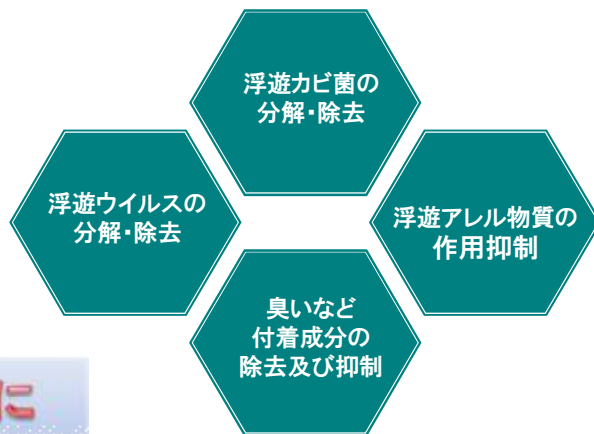 浮遊カビ菌の
分解・除去
浮遊ウイルスの
分解・除去
浮遊アレル物質の
作用抑制
臭いなど
付着成分の
除去及び抑制
に